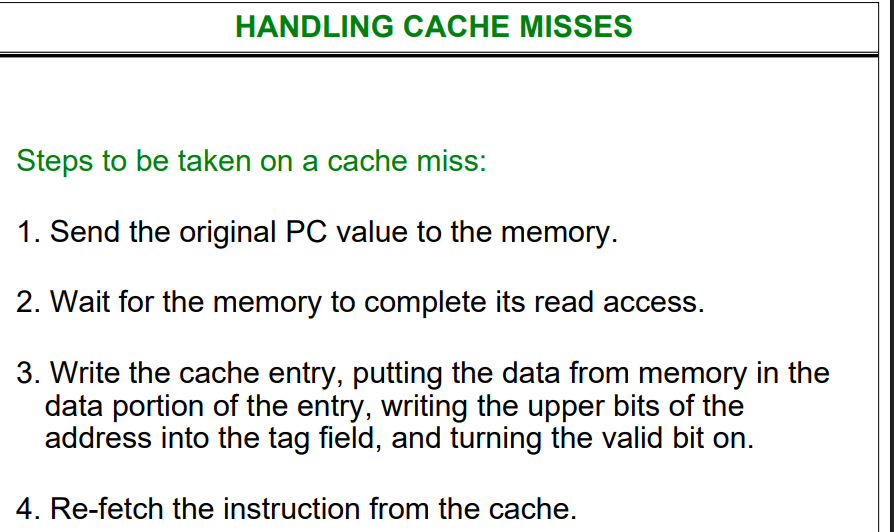 HANDLING CACHE MISSES
Steps to be taken on a cache miss:
1. Send the original PC value to the memory.
2. Wait for the memory to complete its read access.
3. Write the cache entry, putting the data from memory in the
data portion of the entry, writing the upper bits of the
address into the tag field, and turning the valid bit on.
4. Re-fetch the instruction from the cache.